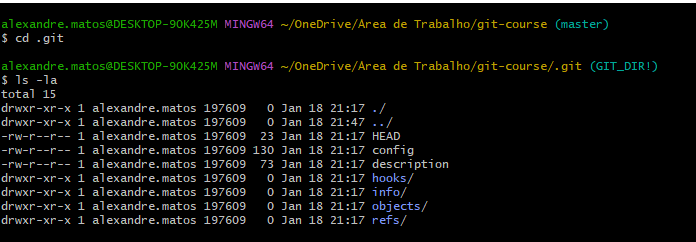 alexandre.matos@DESKTOP-9OK425M MINGW64 ~/OneDrive/Área de Trabalho/git-course (master)
$ cd .git
alexandre.matos@DESKTOP-9OK425M MINGW64 ~/OneDrive/Área de Trabalho/git-course/.git (GIT_DIR!)
$ ls -la
total 15
drwxr-xr-x 1 alexandre.matos 197609   0 Jan 18 21:17 ./
drwxr-xr-x 1 alexandre.matos 197609   0 Jan 18 21:47 ../
-rw-r--r-- 1 alexandre.matos 197609  23 Jan 18 21:17 HEAD
-rw-r--r-- 1 alexandre.matos 197609 130 Jan 18 21:17 config
-rw-r--r-- 1 alexandre.matos 197609  73 Jan 18 21:17 description
drwxr-xr-x 1 alexandre.matos 197609   0 Jan 18 21:17 hooks/
drwxr-xr-x 1 alexandre.matos 197609   0 Jan 18 21:17 info/
drwxr-xr-x 1 alexandre.matos 197609   0 Jan 18 21:17 objects/
drwxr-xr-x 1 alexandre.matos 197609   0 Jan 18 21:17 refs/